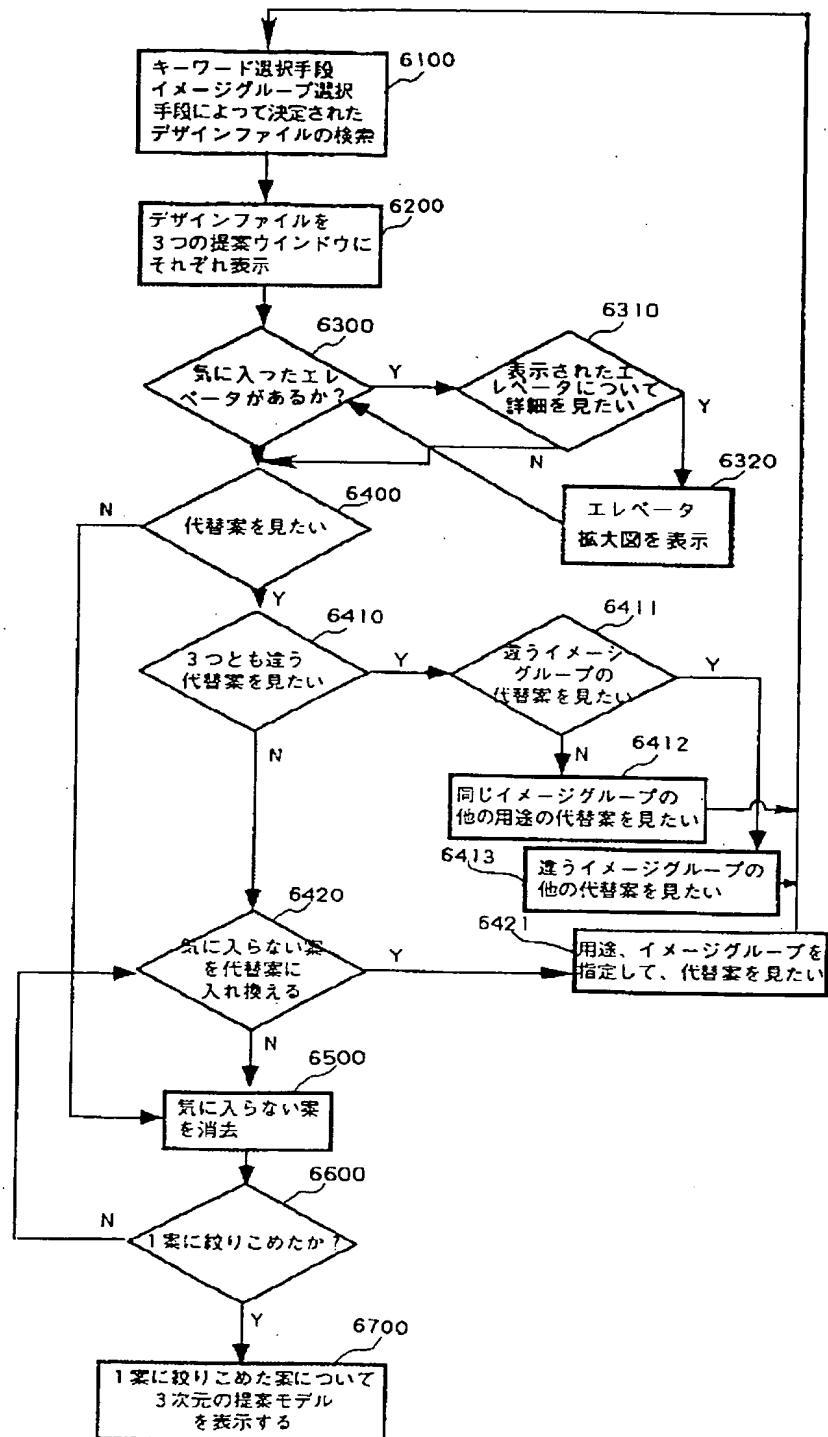 キーワード選択手段
イメージグループ選択
手段によって決定された
デザインファイルの検索
6100
デザインファイルを
3つの提案ウインドウに
それぞれ表示
6200
気に入つたエレ
ベータがあるか?
6300
Y
表示されたエ
レベータについて
詳細を見たい
6310
Y
N
エレベータ
拡大図を表示
6320
代替案を見たい
6400
N
Y
3つとも違う
代替案を見たい
6410
Y
N
違うイメージ
グループの
代替案を見たい
6411
Y
N
同じイメージグループの
他の用途の代替案を見たい
6412
違うイメージグループの
他の代替案を見たい
6413
気に入らない案
を代替案に
入れ換える
6420
Y
N
用途、イメージグループを
指定して、代替案を見たい
6421
気に入らない案
を消去
6500
1案に絞りこめたか?
6600
N
Y
1案に絞りこめた案について
3次元の提案モデル
を表示する
6700